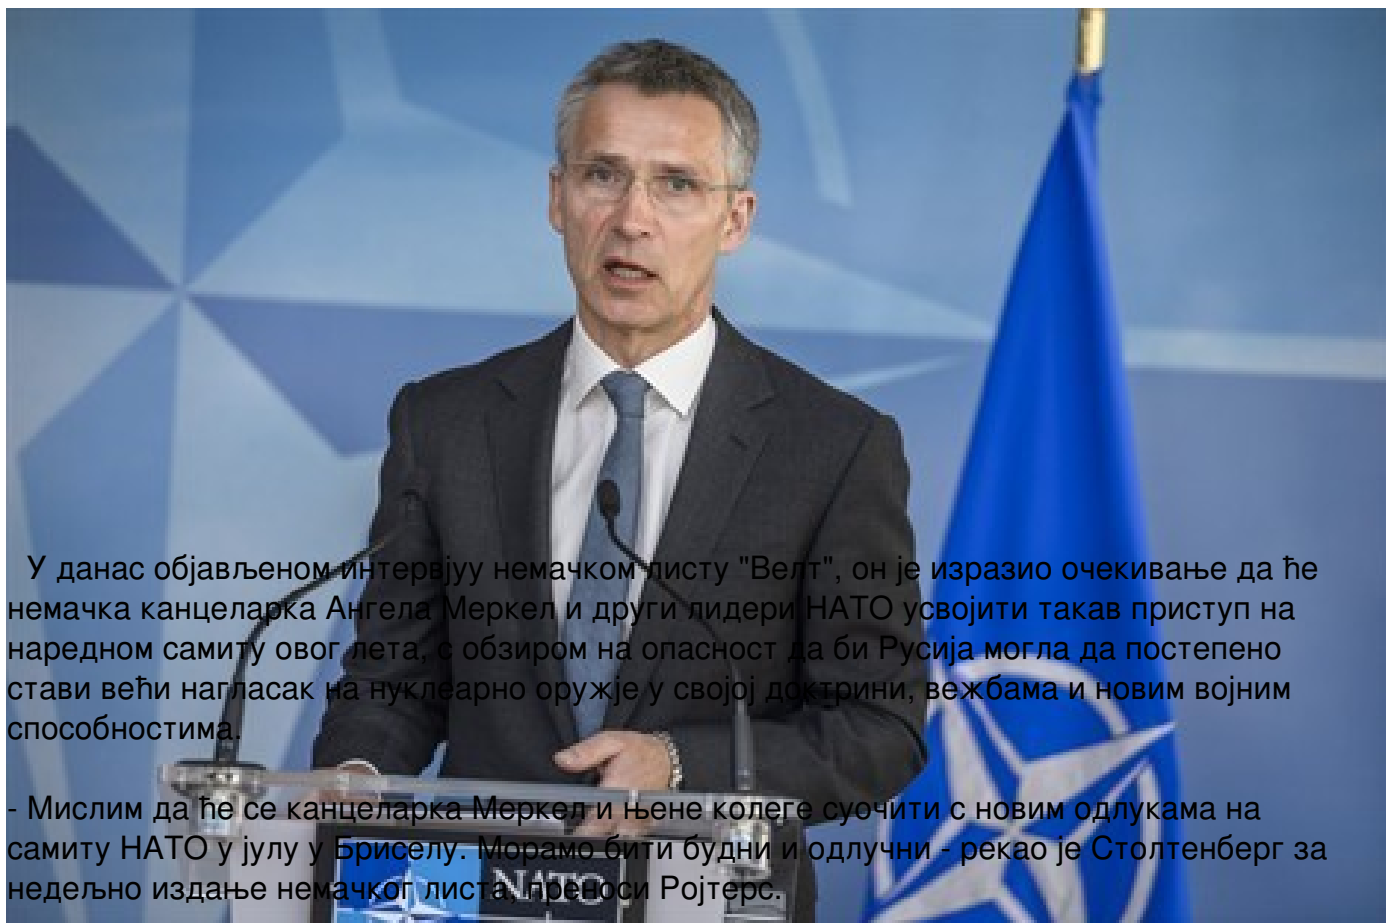 У данас објављеном интервјуу немачком листу "Велт", он је изразио очекивање да ће
немачка канцеларка Ангела Меркел и други лидери НАТО усвојити такав приступ на
наредном самиту овог лета, с обзиром на опасност да би Русија могла да постепено
стави већи нагласак на нуклеарно оружје у својој доктрини, вежбама и новим војним
способностима.
- Мислим да ће се канцеларка Меркел и њене колеге суочити с новим одлукама на
самиту НАТО у јулу у Бриселу. Морамо бити будни и одлучни - рекао је Столтенберг за
недељно издање немачког листа, преноси Ројтерс.
NATO